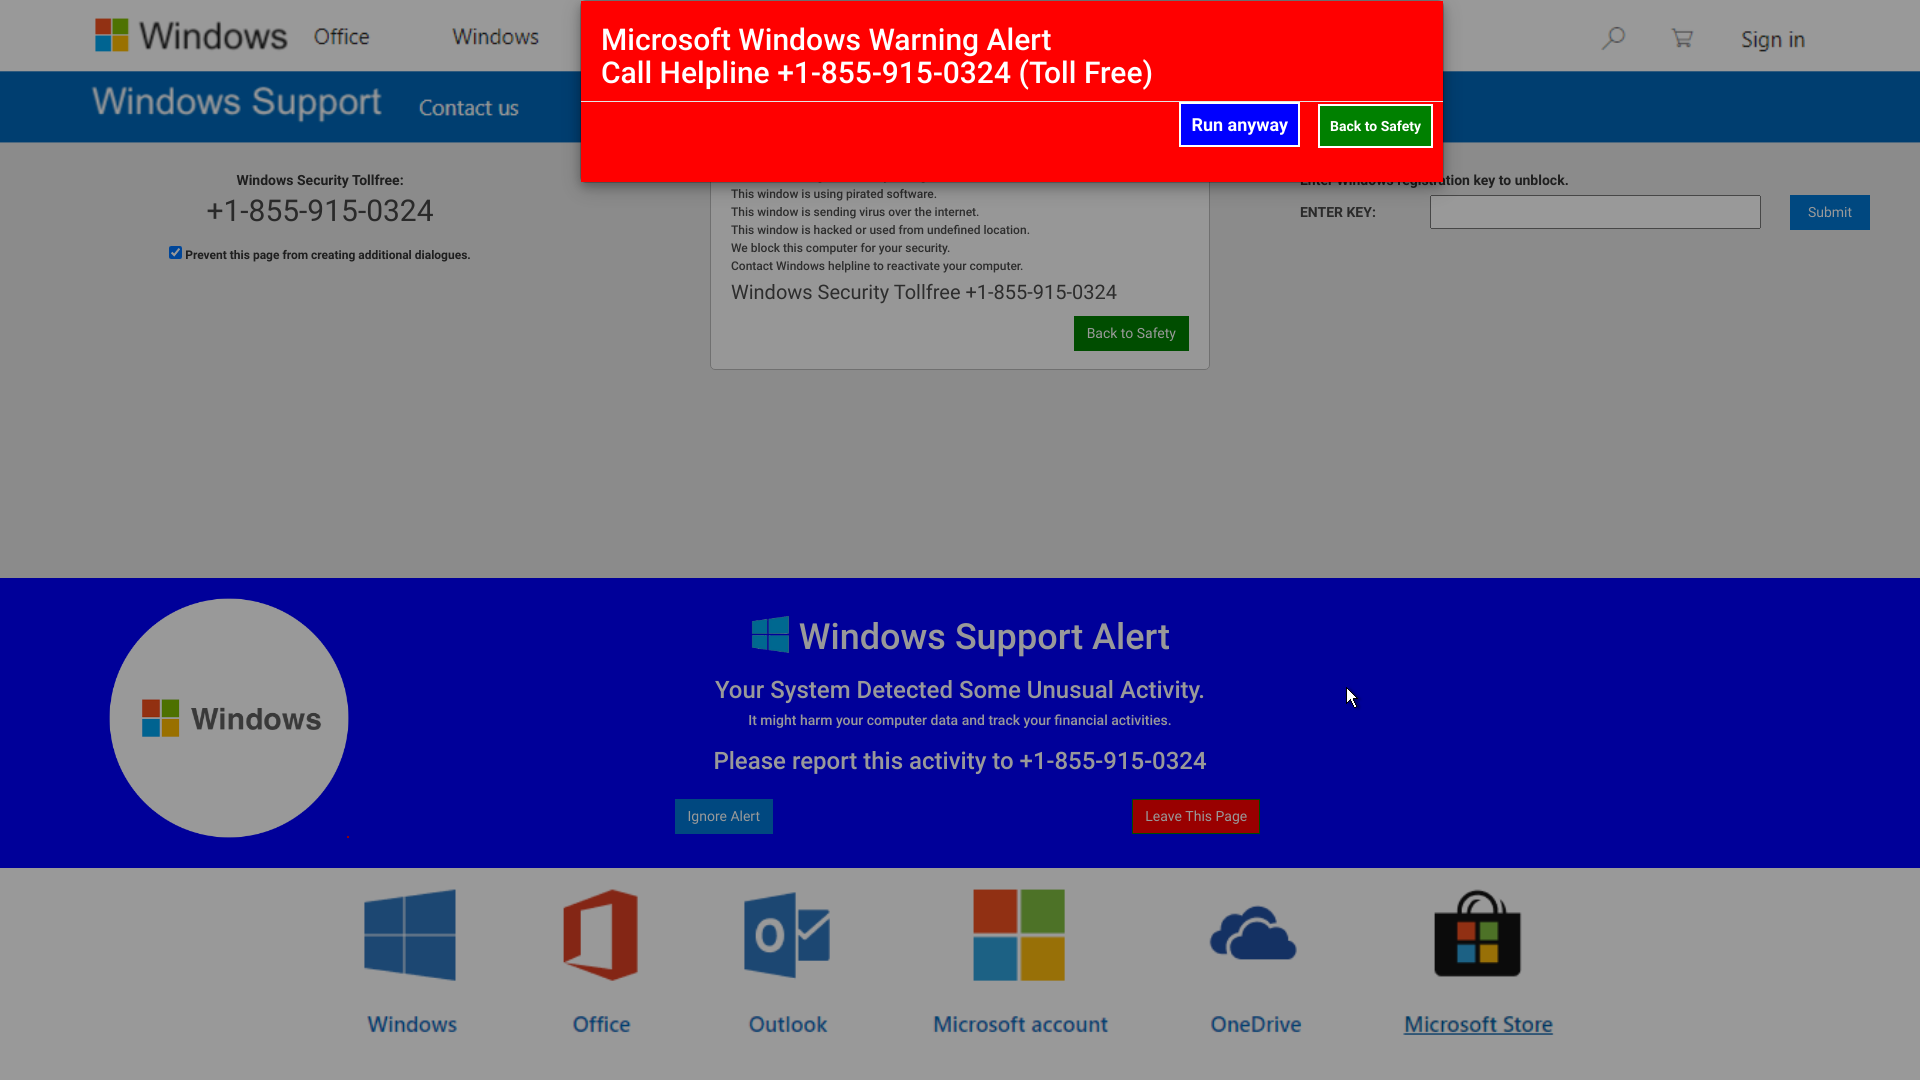 Windows
Office
Windows
Sign in
Microsoft Windows Warning Alert
Call Helpline +1-855-915-0324 (Toll Free)
Run anyway
Back to Safety
Windows Support
Contact us
Windows Security Tollfree:
+1-855-915-0324
Prevent this page from creating additional dialogues.
This window is using pirated software.
This window is sending virus over the internet.
This window is hacked or used from undefined location.
We block this computer for your security.
Contact Windows helpline to reactivate your computer.
Windows Security Tollfree +1-855-915-0324
Back to Safety
Enter Windows registration key to unblock.
ENTER KEY:
Submit
Windows
Windows Support Alert
Your System Detected Some Unusual Activity.
It might harm your computer data and track your financial activities.
Please report this activity to +1-855-915-0324
Ignore Alert
Leave This Page
Windows
Office
Outlook
Microsoft account
OneDrive
Microsoft Store